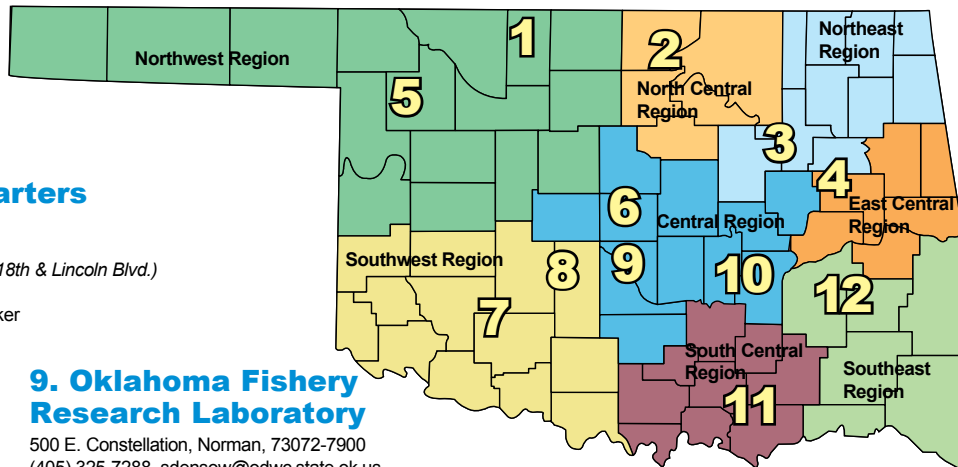 1
2
Northeast
Region
Northwest Region
5
North Central
Region
3
4
arters
6
East Central
Region
Central Region
18th & Lincoln Blvd.)
Southwest Region
8
9
10
12
ker
7
South Central
Region
Southeast
Region
11
9. Oklahoma Fishery
Research Laboratory
500 E. Constellation, Norman, 73072-7900